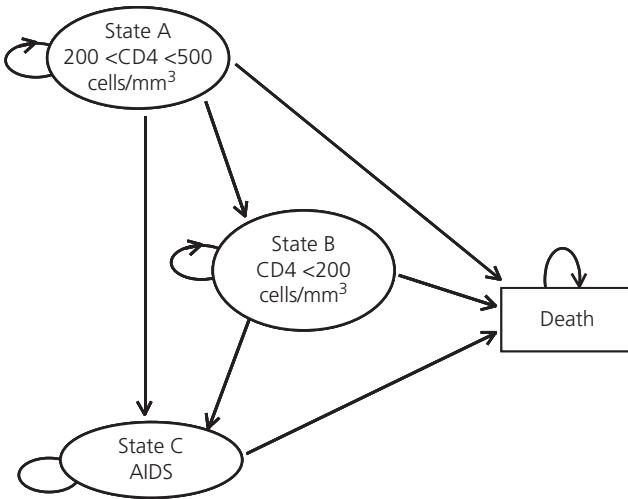 State A
200 <CD4 <500
cells/mm³
State B
CD4 <200
cells/mm³
Death
State C
AIDS